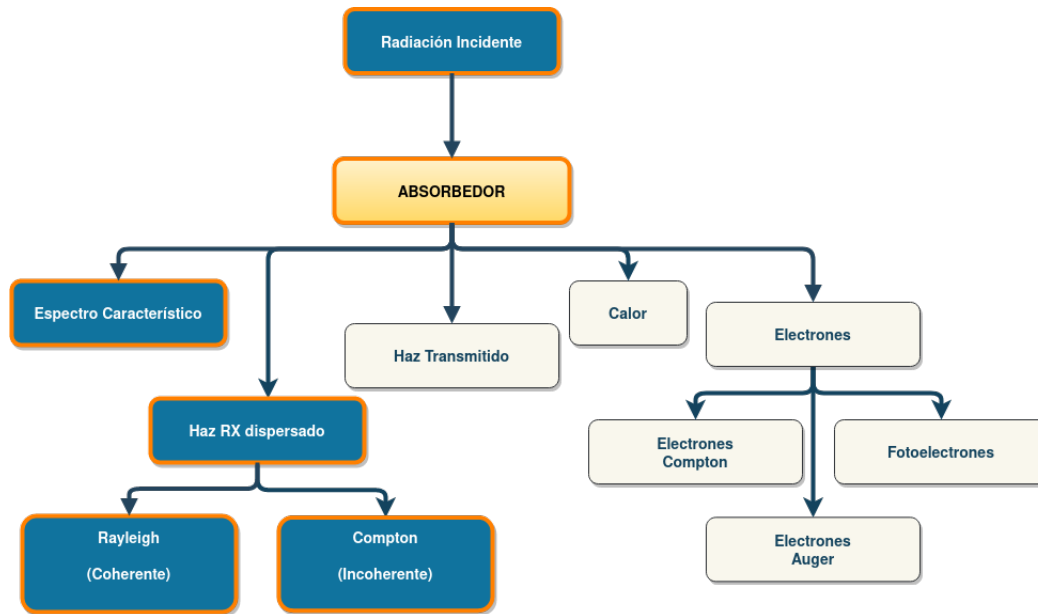 Radiación Incidente
ABSORBEDOR
Espectro Característico
Haz Transmitido
Calor
Electrones
Haz RX dispersado
Electrones
Compton
Fotoelectrones
Rayleigh
(Coherente)
Compton
(Incoherente)
Electrones
Auger